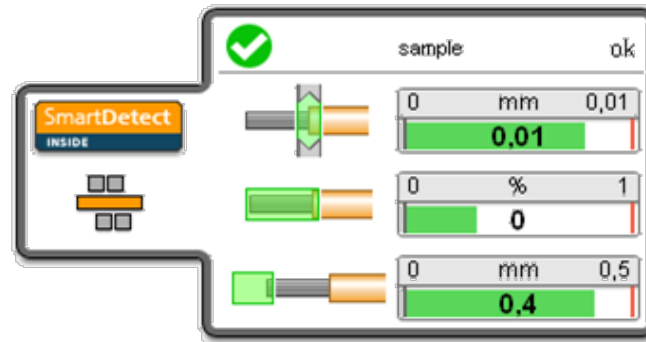 sample ok
SmartDetect
INSIDE
0 mm 0,01
0,01
0 % 1
0
0 mm 0,5
0,4